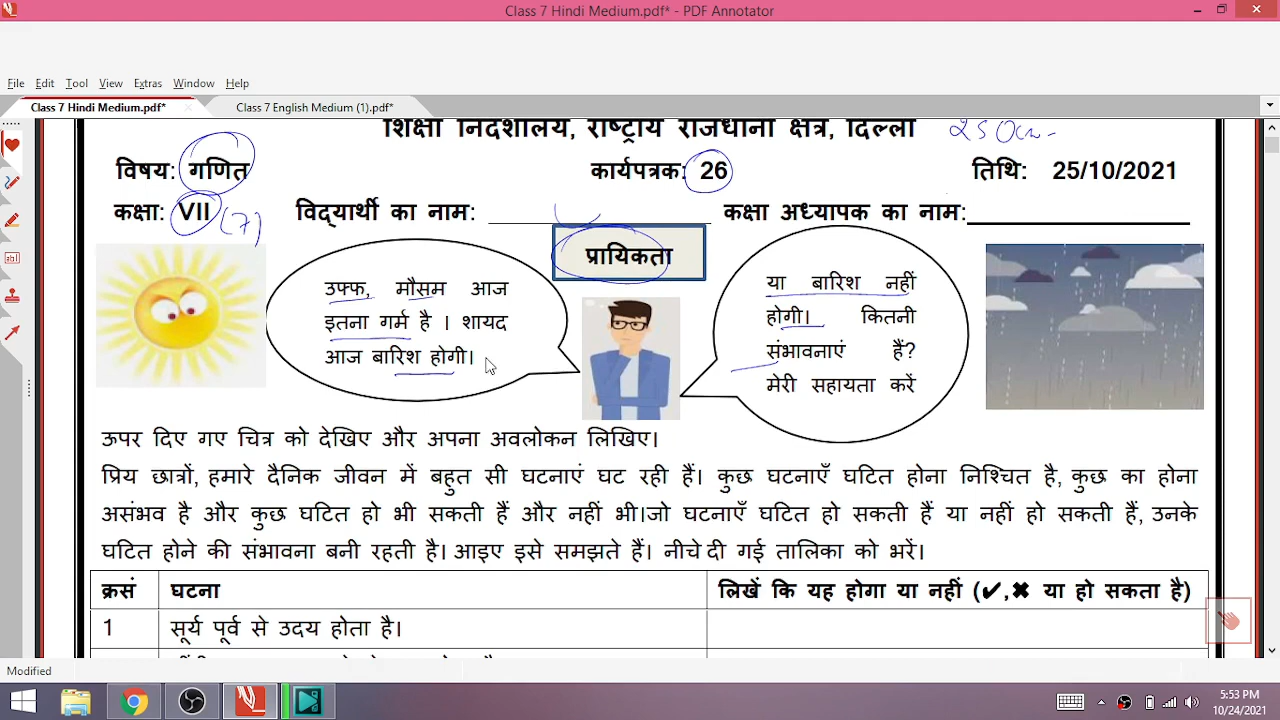 Class 7 Hindi Medium.pdf* - PDF Annotator
File Edit Tool View Extras Window Help
Class 7 Hindi Medium.pdf* Class 7 English Medium (1).pdf*
शिक्षा निदेशालय, राष्ट्रीय राजधानी क्षेत्र, दिल्ली
विषय: गणित कार्यपत्रक: 26 तिथि: 25/10/2021
कक्षा: VII (7) विद्यार्थी का नाम: कक्षा अध्यापक का नाम:
प्रायिकता
उफ्फ, मौसम आज
इतना गर्म है । शायद
आज बारिश होगी।
या बारिश नहीं
होगी। कितनी
संभावनाएं हैं?
मेरी सहायता करें
ऊपर दिए गए चित्र को देखिए और अपना अवलोकन लिखिए।
प्रिय छात्रों, हमारे दैनिक जीवन में बहुत सी घटनाएं घट रही हैं। कुछ घटनाएँ घटित होना निश्चित है, कुछ का होना
असंभव है और कुछ घटित हो भी सकती हैं और नहीं भी।जो घटनाएँ घटित हो सकती हैं या नहीं हो सकती हैं, उनके
घटित होने की संभावना बनी रहती है। आइए इसे समझते हैं। नीचे दी गई तालिका को भरें।
क्रसं घटना लिखें कि यह होगा या नहीं (✔,✖ या हो सकता है)
1 सूर्य पूर्व से उदय होता है।
Modified
5:53 PM
10/24/2021